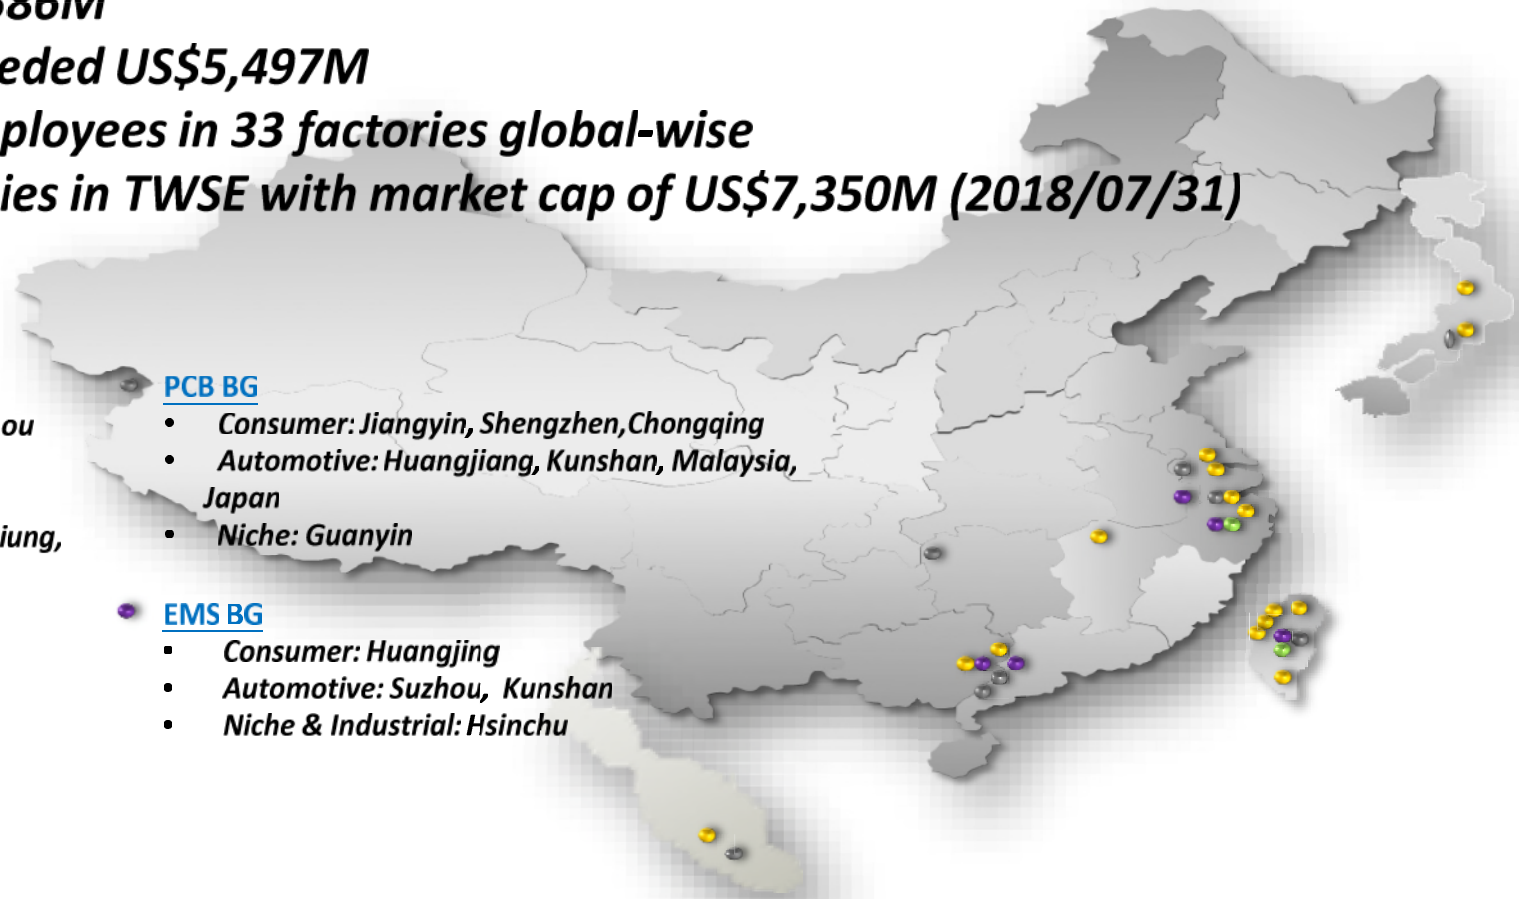 686M
eeded US$5,497M
ployees in 33 factories global-wise
ies in TWSE with market cap of US$7,350M (2018/07/31)
PCB BG
• Consumer: Jiangyin, Shengzhen,Chongqing
ou
• Automotive: Huangjiang, Kunshan, Malaysia,
Japan
• Niche: Guanyin
iung,
EMS BG
• Consumer: Huangjing
• Automotive: Suzhou, Kunshan
• Niche & Industrial: Hsinchu